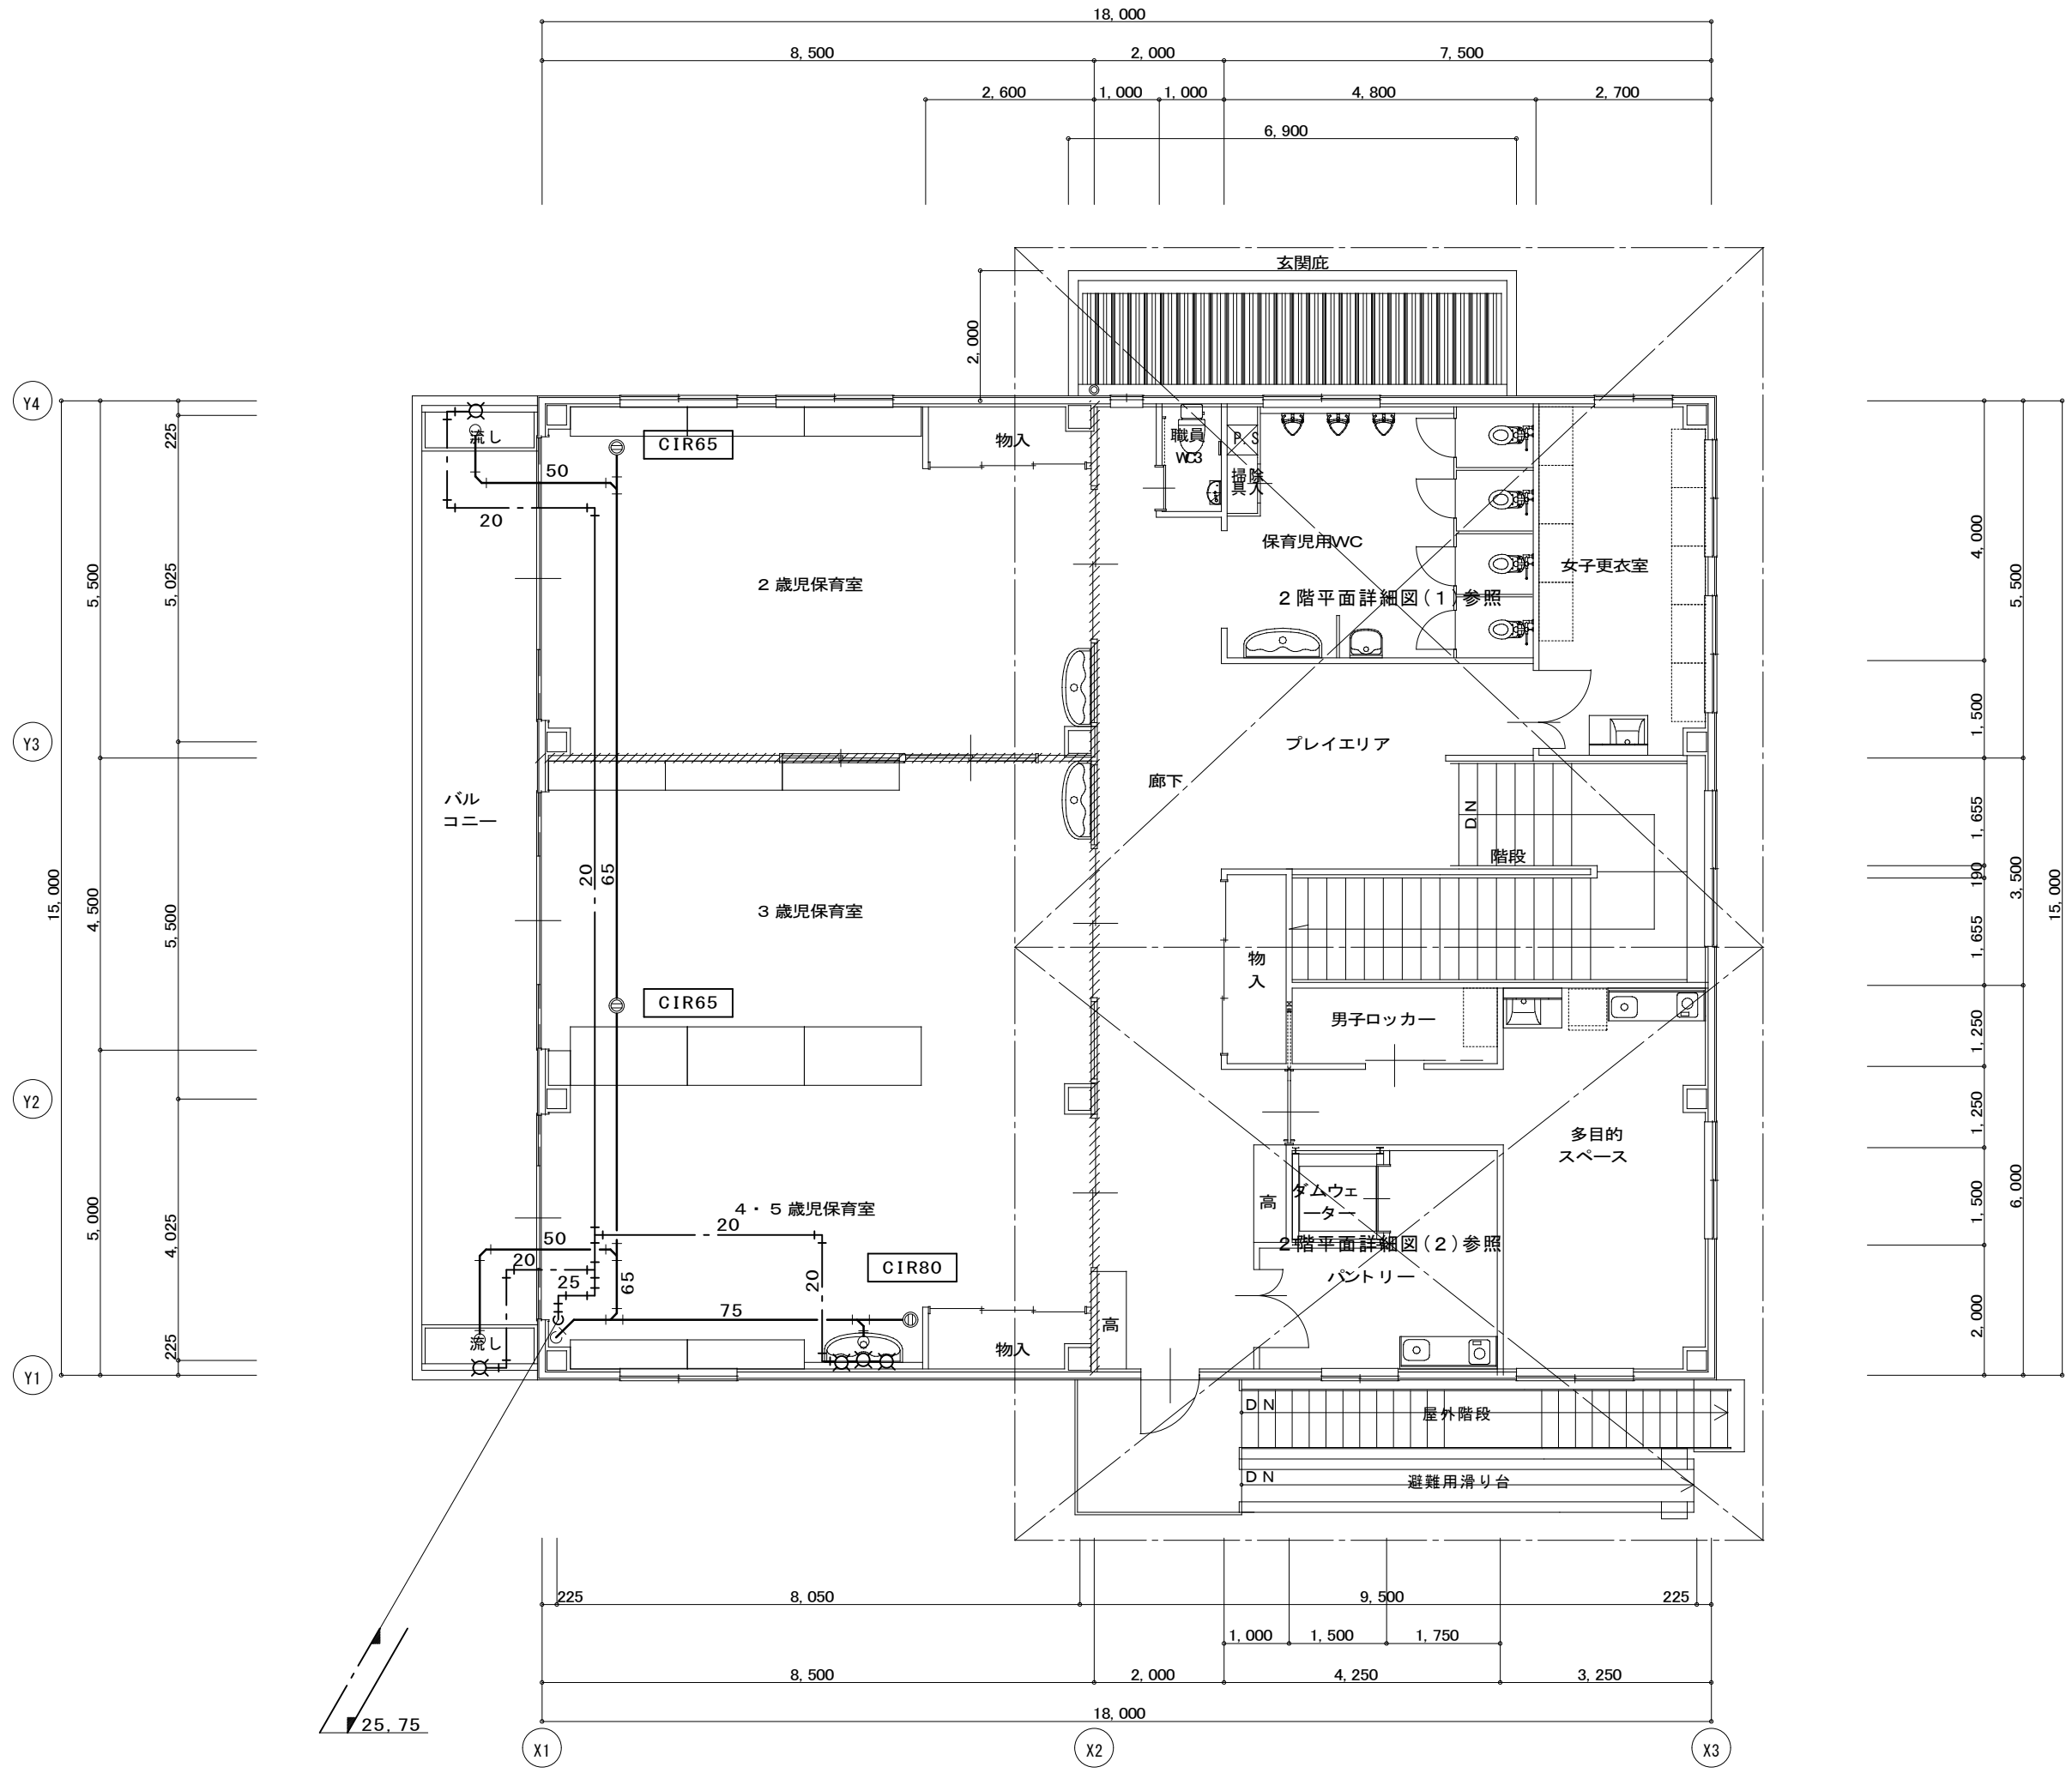 18,000
8,500
2,000
7,500
2,600
1,000
1,000
4,800
2,700
6,900
玄関庇
2,000
Y4
Y3
Y2
Y1
15,000
5,500
4,500
5,000
225
5,025
5,500
4,025
225
流し
50
20
CIR65
物入
職員
WC3
P.S
掃除
具入
保育児用WC
2階平面詳細図(1)参照
女子更衣室
2歳児保育室
プレイエリア
廊下
バル
コニー
20
65
DN
階段
3歳児保育室
CIR65
物
入
男子ロッカー
多目的
スペース
4・5歳児保育室
20
高
ダムウェ
ーター
2階平面詳細図(2)参照
パントリー
50
20
25
65
20
CIR80
75
流し
物入
高
DN
屋外階段
DN
避難用滑り台
4,000
1,500
1,655
190
1,655
1,250
1,250
1,500
2,000
5,500
3,500
6,000
15,000
225
8,050
9,500
225
1,000
1,500
1,750
8,500
2,000
4,250
3,250
18,000
25,75
X1
X2
X3